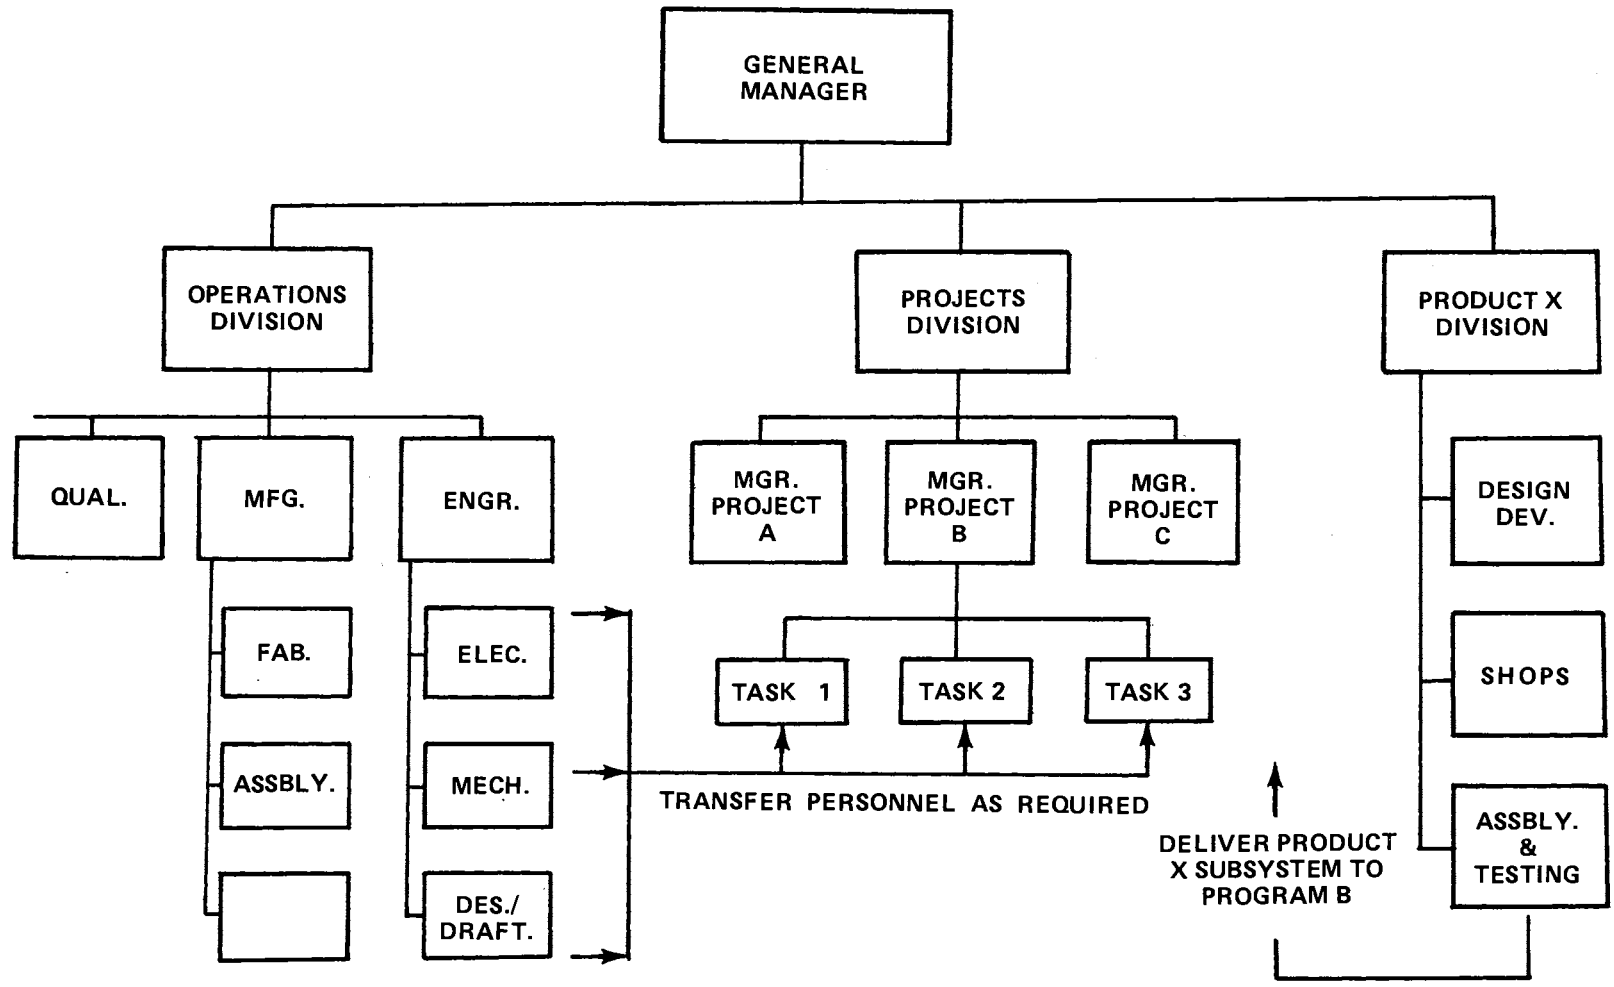 GENERAL
MANAGER
OPERATIONS
DIVISION
PROJECTS
DIVISION
PRODUCT X
DIVISION
QUAL.
MFG.
ENGR.
MGR.
PROJECT
A
MGR.
PROJECT
B
MGR.
PROJECT
C
DESIGN
DEV.
FAB.
ELEC.
TASK 1
TASK 2
TASK 3
SHOPS
ASSBLY.
MECH.
TRANSFER PERSONNEL AS REQUIRED
DELIVER PRODUCT
X SUBSYSTEM TO
PROGRAM B
ASSBLY.
&
TESTING
DES./
DRAFT.